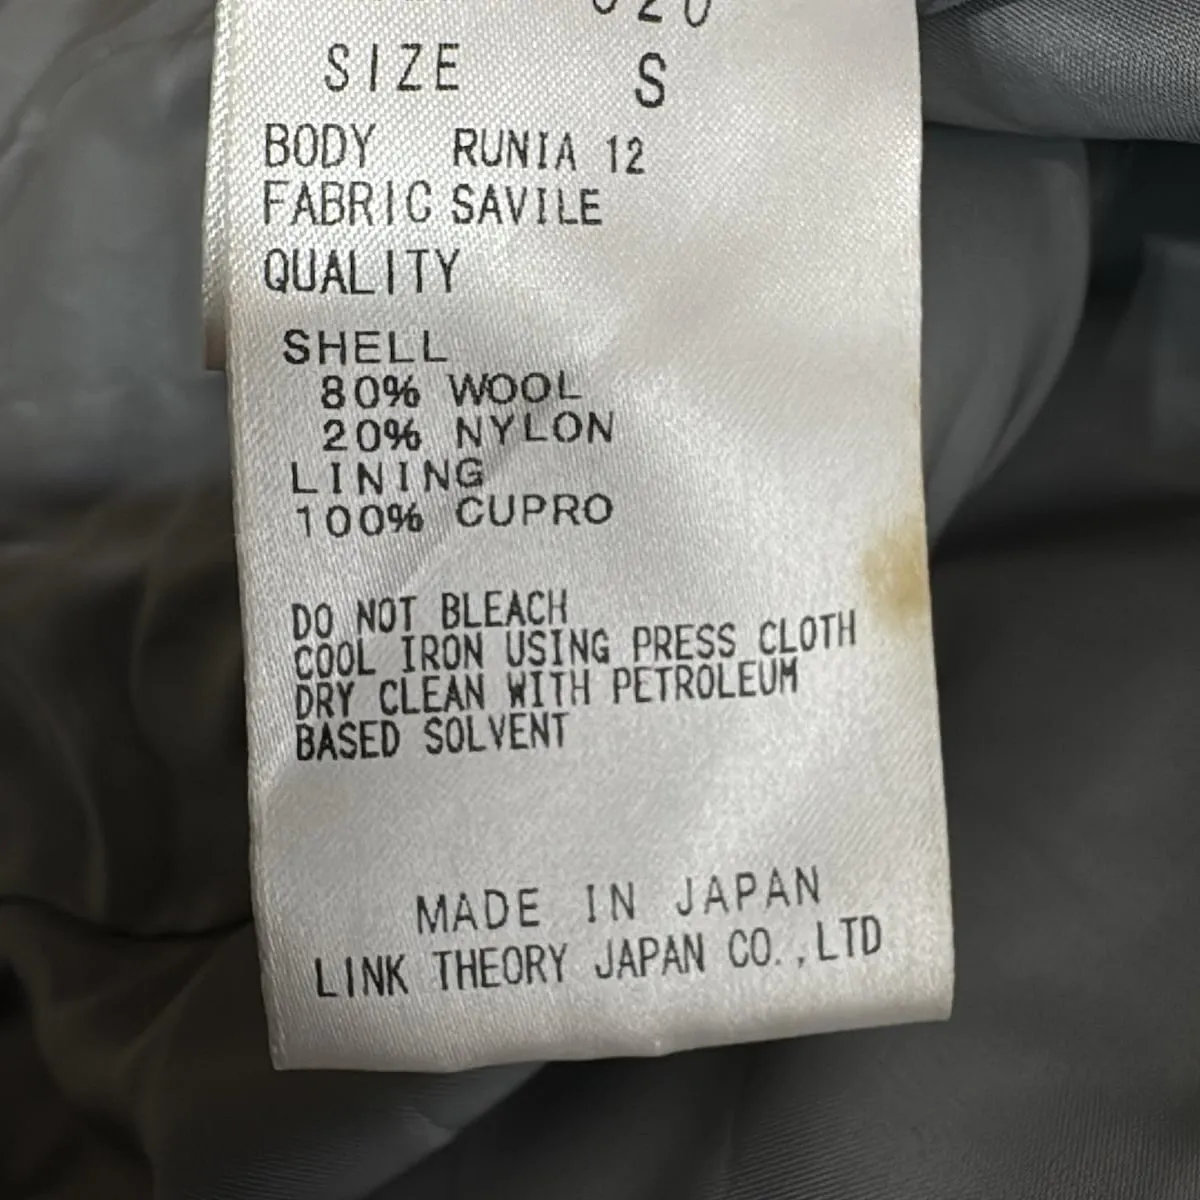 SIZE S
BODY RUNIA 12
FABRIC SAVILE
QUALITY
SHELL
80% WOOL
20% NYLON
LINING
100% CUPRO
DO NOT BLEACH
COOL IRON USING PRESS CLOTH
DRY CLEAN WITH PETROLEUM
BASED SOLVENT
MADE IN JAPAN
LINK THEORY JAPAN CO.,LTD